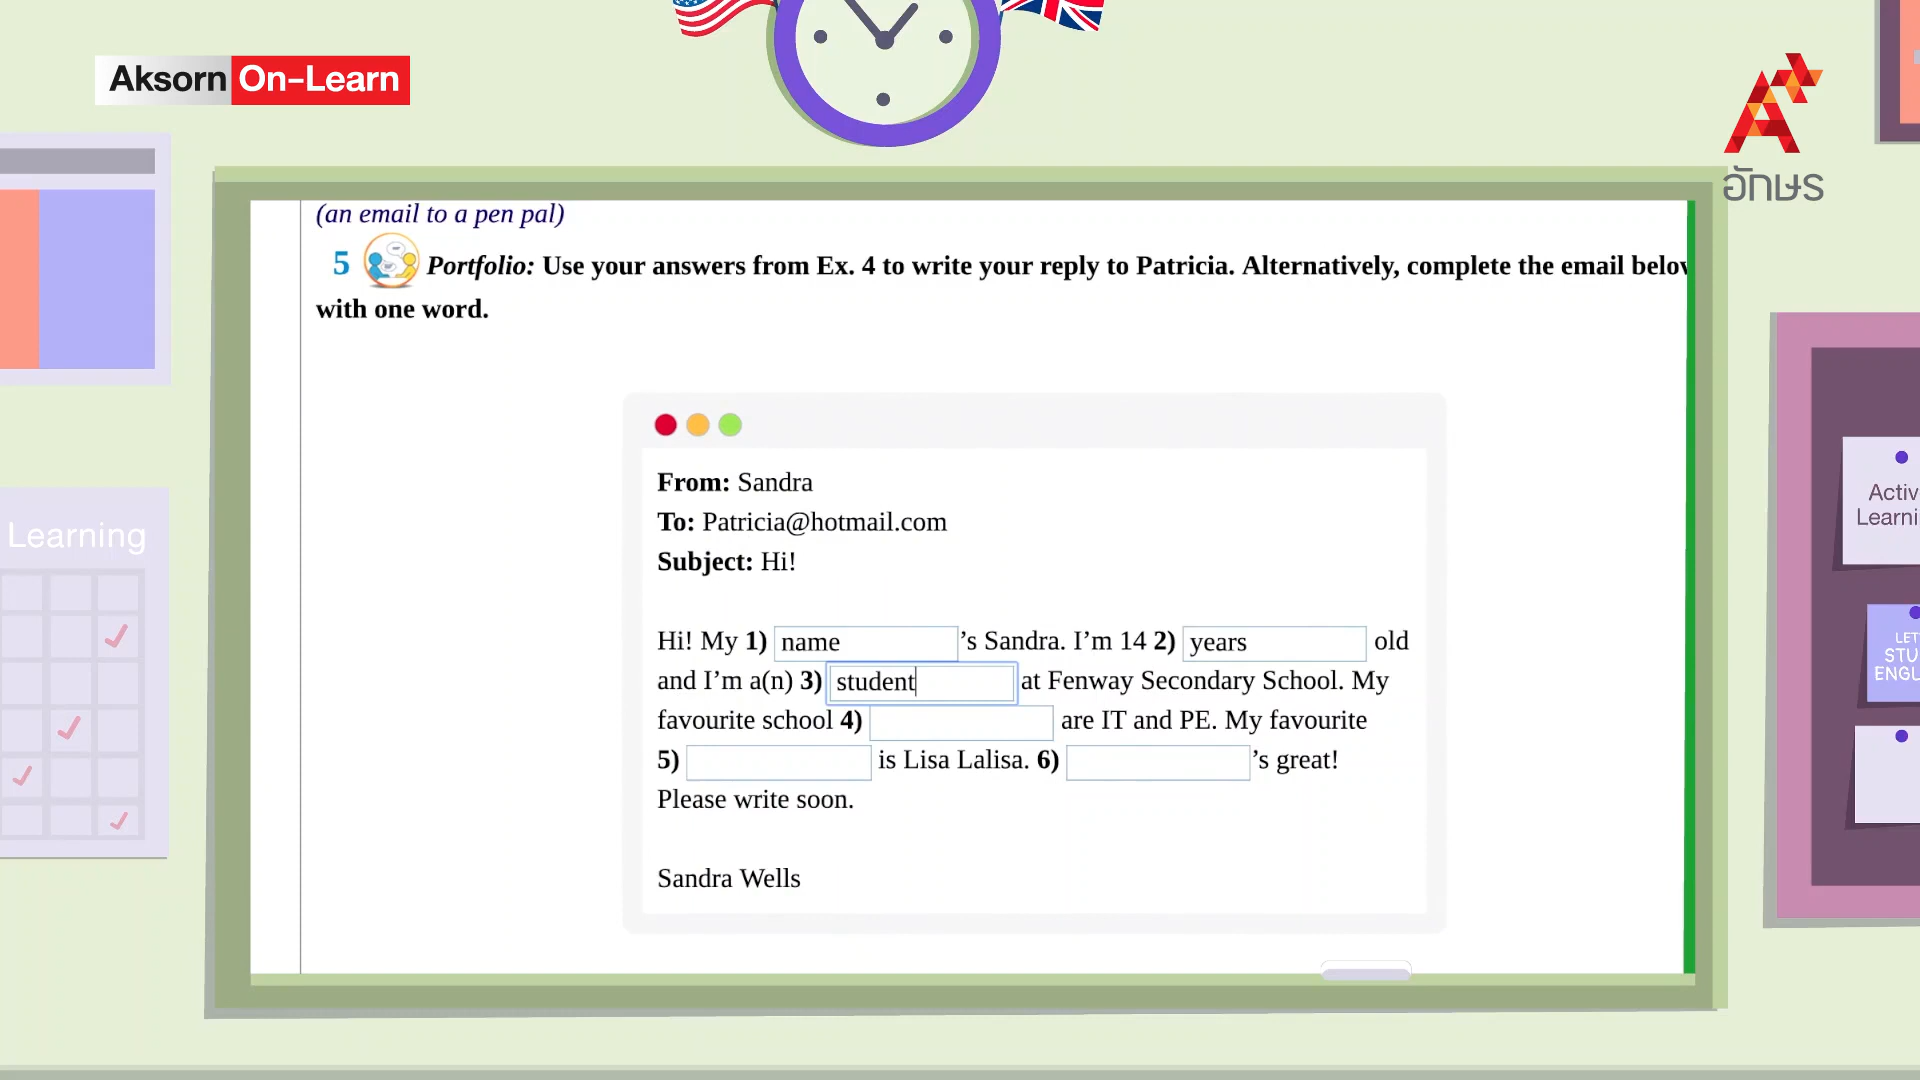 Aksorn On-Learn
อักษร
(an email to a pen pal)
5 Portfolio: Use your answers from Ex. 4 to write your reply to Patricia. Alternatively, complete the email below
with one word.
From: Sandra
To: Patricia@hotmail.com
Subject: Hi!
Hi! My 1) name ’s Sandra. I’m 14 2) years old
and I’m a(n) 3) student at Fenway Secondary School. My
favourite school 4) are IT and PE. My favourite
5) is Lisa Lalisa. 6) ’s great!
Please write soon.
Sandra Wells
Learning